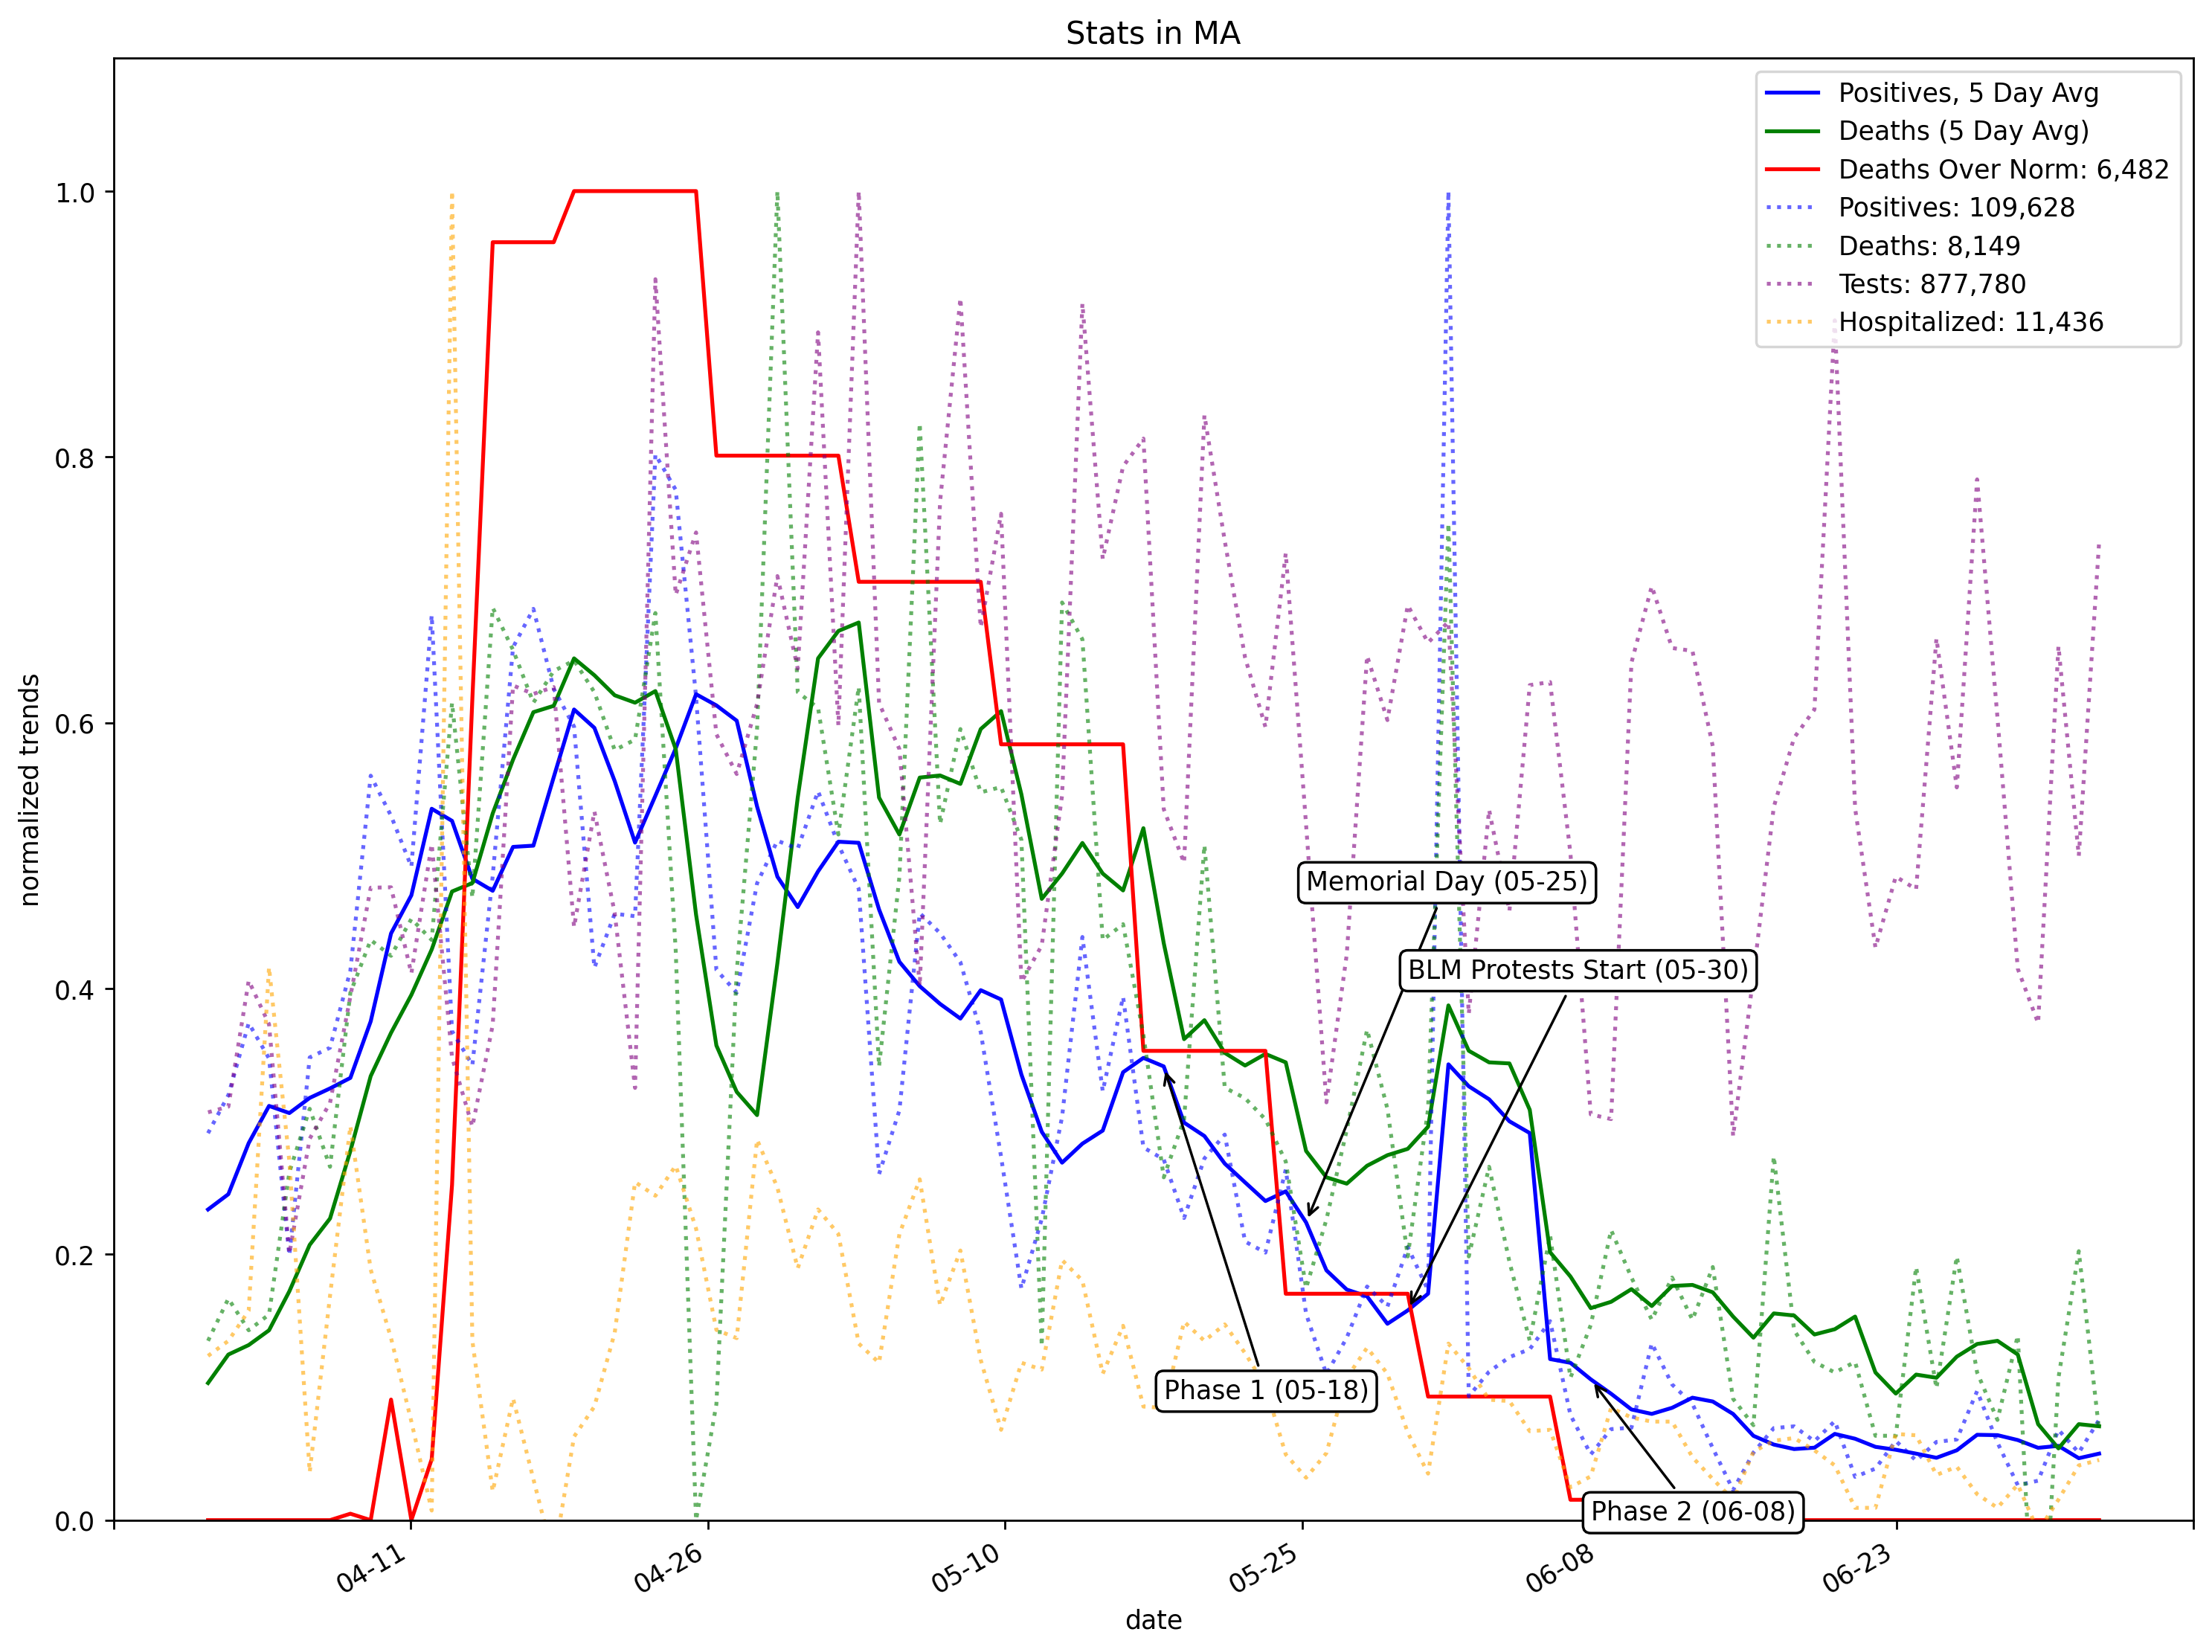 Stats in MA
Positives, 5 Day Avg
Deaths (5 Day Avg)
Deaths Over Norm: 6,482
Positives: 109,628
Deaths: 8,149
Tests: 877,780
Hospitalized: 11,436
normalized trends
1.0
0.8
0.6
0.4
0.2
0.0
Memorial Day (05-25)
BLM Protests Start (05-30)
Phase 1 (05-18)
Phase 2 (06-08)
04-11
04-26
05-10
05-25
06-08
06-23
date